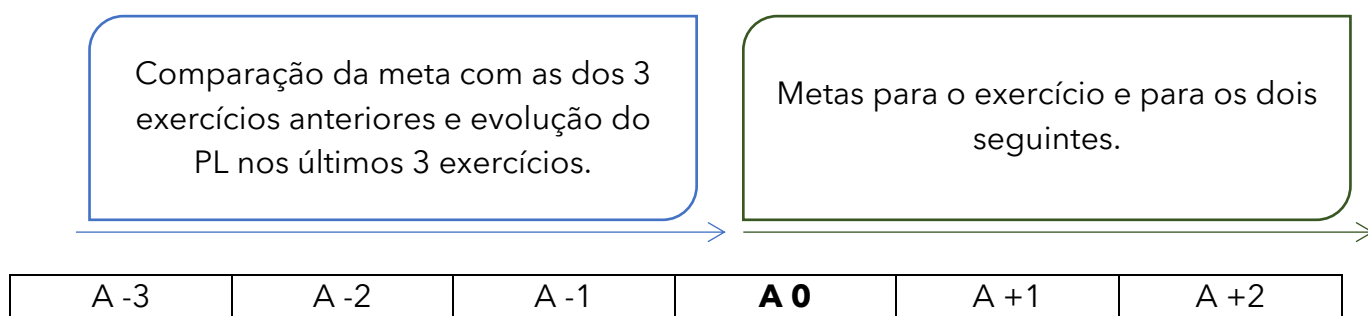 Comparação da meta com as dos 3
exercícios anteriores e evolução do
PL nos últimos 3 exercícios.
Metas para o exercício e para os dois
seguintes.
A -3 A -2 A -1 A 0 A +1 A +2